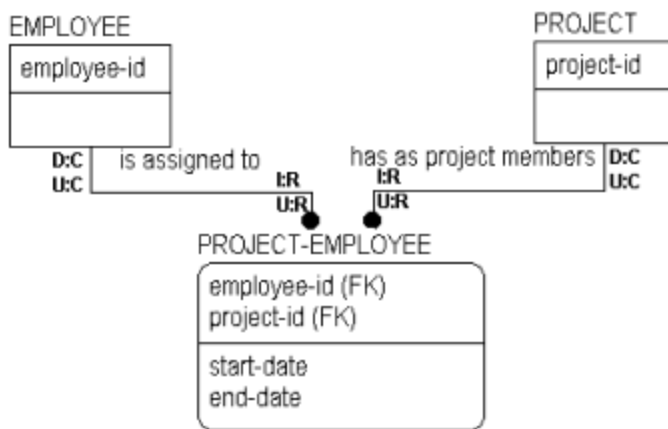 EMPLOYEE
PROJECT
employee-id
project-id
D:C
is assigned to
has as project members
D:C
U:C
I:R
I:R
U:C
U:R
U:R
PROJECT-EMPLOYEE
employee-id (FK)
project-id (FK)
start-date
end-date